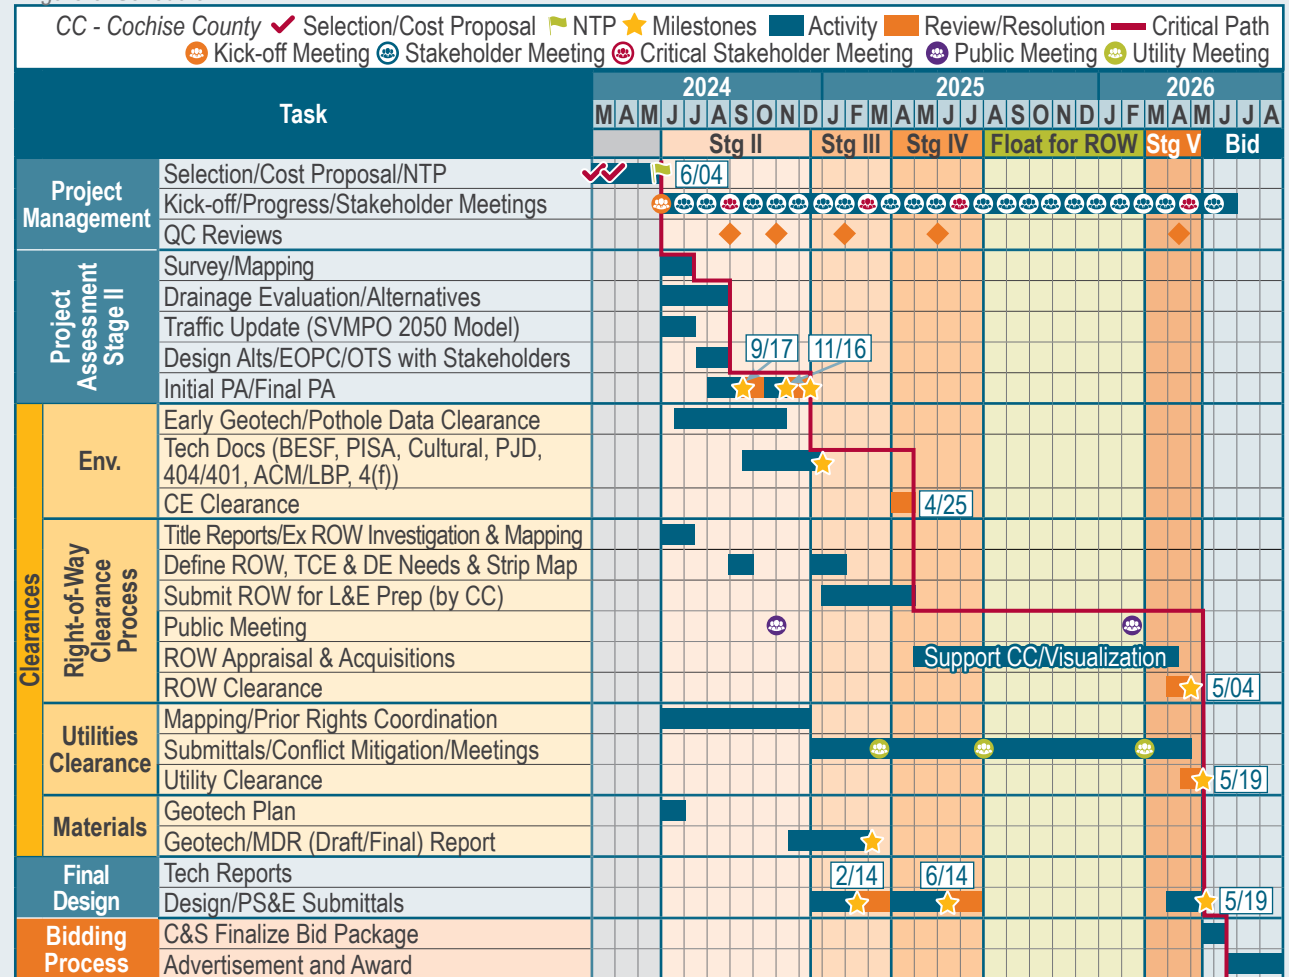 CC - Cochise County Selection/Cost Proposal NTP Milestones Activity Review/Resolution Critical Path
Kick-off Meeting Stakeholder Meeting Critical Stakeholder Meeting Public Meeting Utility Meeting
Task
2024 2025 2026
M A M J J A S O N D J F M A M J J A S O N D J F M A M J J A
Stg II Stg III Stg IV Float for ROW Stg V Bid
Project Management
Selection/Cost Proposal/NTP 6/04
Kick-off/Progress/Stakeholder Meetings
QC Reviews
Project Assessment Stage II
Survey/Mapping
Drainage Evaluation/Alternatives
Traffic Update (SVMPO 2050 Model)
Design Alts/EOPC/OTS with Stakeholders 9/17 11/16
Initial PA/Final PA
Clearances
Env.
Early Geotech/Pothole Data Clearance
Tech Docs (BESF, PISA, Cultural, PJD,
404/401, ACM/LBP, 4(f))
CE Clearance 4/25
Right-of-Way Clearance Process
Title Reports/Ex ROW Investigation & Mapping
Define ROW, TCE & DE Needs & Strip Map
Submit ROW for L&E Prep (by CC)
Public Meeting
ROW Appraisal & Acquisitions Support CC/Visualization
ROW Clearance 5/04
Utilities Clearance
Mapping/Prior Rights Coordination
Submittals/Conflict Mitigation/Meetings
Utility Clearance 5/19
Materials
Geotech Plan
Geotech/MDR (Draft/Final) Report
Final Design
Tech Reports 2/14 6/14
Design/PS&E Submittals 5/19
Bidding Process
C&S Finalize Bid Package
Advertisement and Award